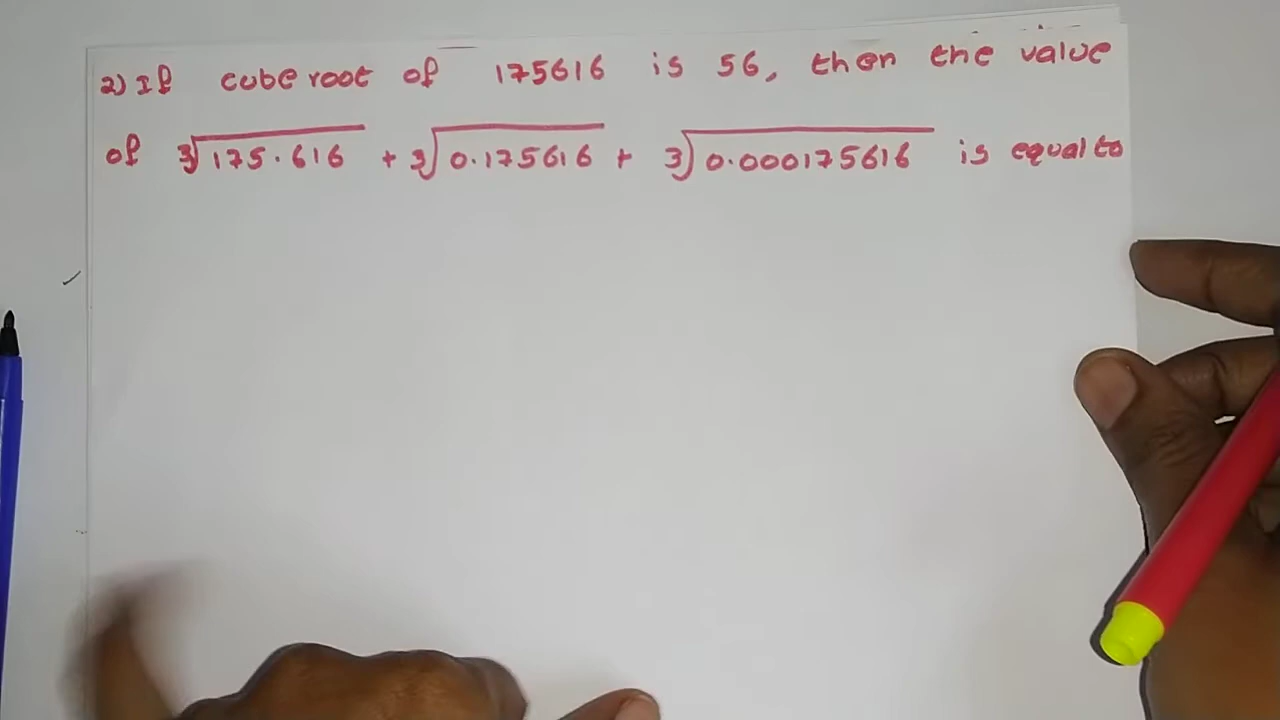 2) If cube root of 175616 is 56, then the value
of ∛175.616 + ∛0.175616 + ∛0.000175616 is equal to